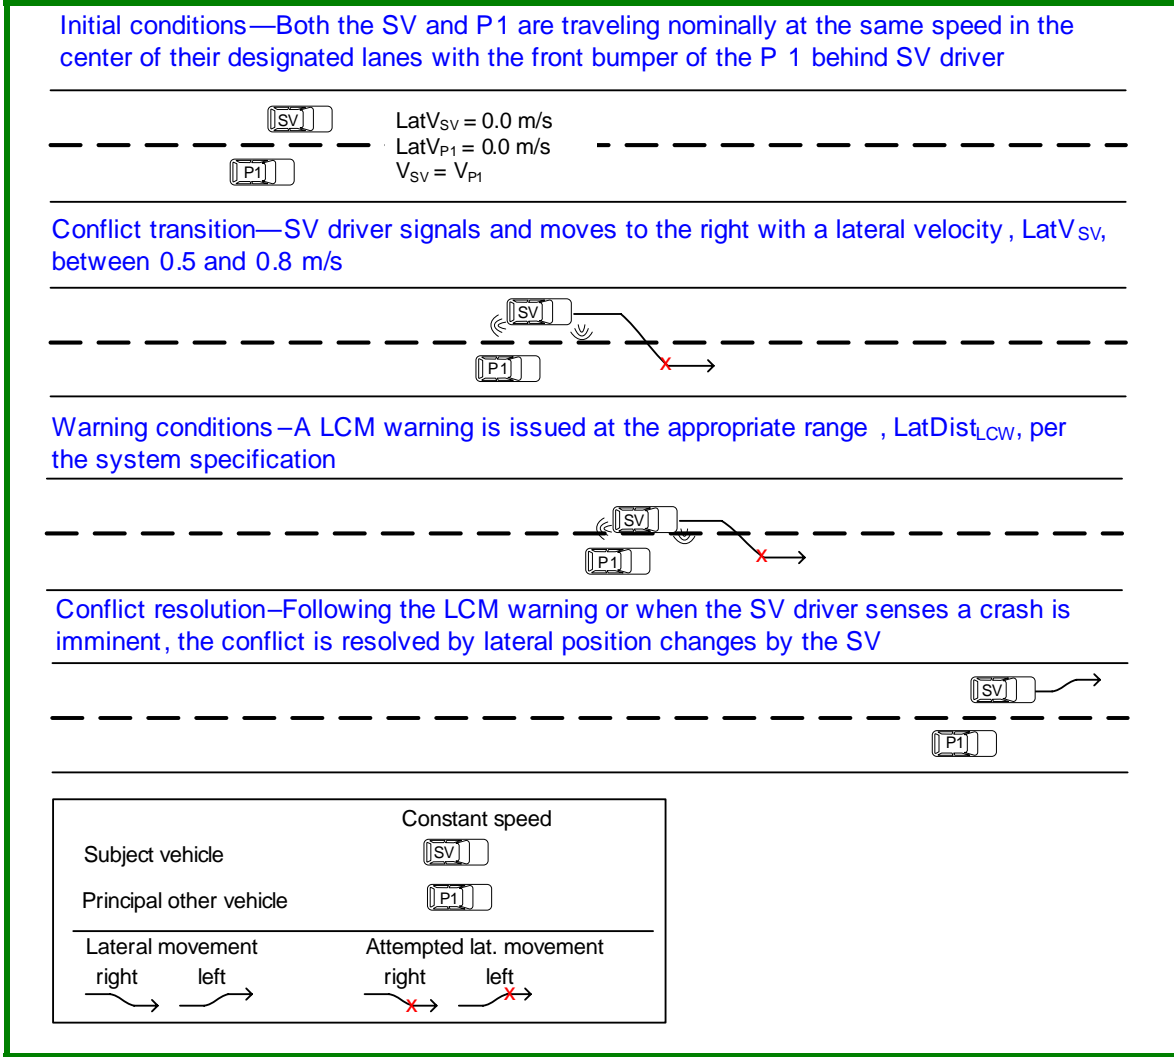 Initial conditions—Both the SV and P1 are traveling nominally at the same speed in the
center of their designated lanes with the front bumper of the P 1 behind SV driver
SV
LatVSV = 0.0 m/s
LatVP1 = 0.0 m/s
P1
VSV = VP1
Conflict transition—SV driver signals and moves to the right with a lateral velocity , LatVSV,
between 0.5 and 0.8 m/s
SV
P1
x
Warning conditions –A LCM warning is issued at the appropriate range , LatDistLCW, per
the system specification
SV
P1
x
Conflict resolution–Following the LCM warning or when the SV driver senses a crash is
imminent, the conflict is resolved by lateral position changes by the SV
SV
P1
Constant speed
Subject vehicle SV
Principal other vehicle P1
Lateral movement Attempted lat. movement
right left right left
x x